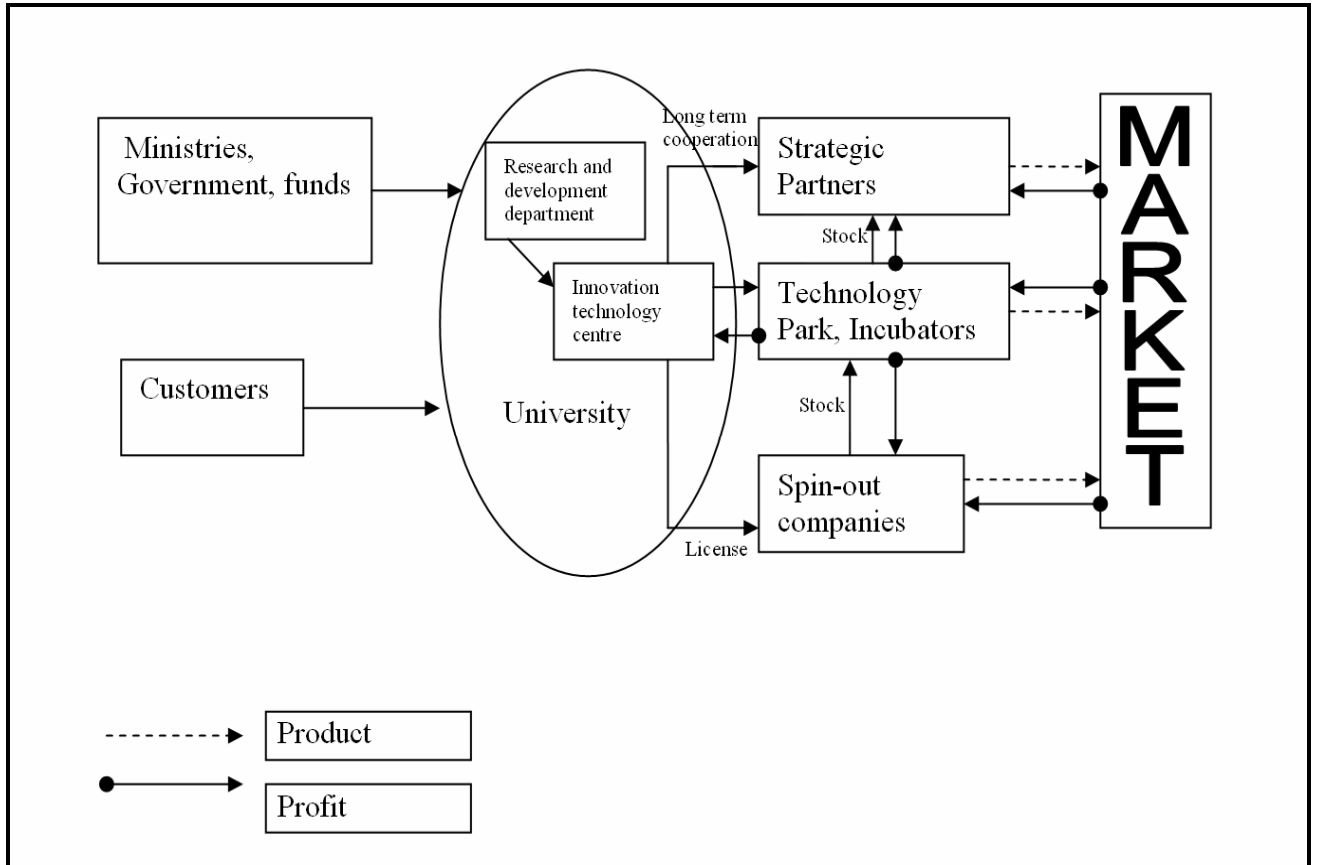 Ministries,
Government, funds
Customers
Research and
development
department
Innovation
technology
centre
University
Long term
cooperation
Strategic
Partners
Stock
Technology
Park, Incubators
Stock
Spin-out
companies
License
MARKET
Product
Profit